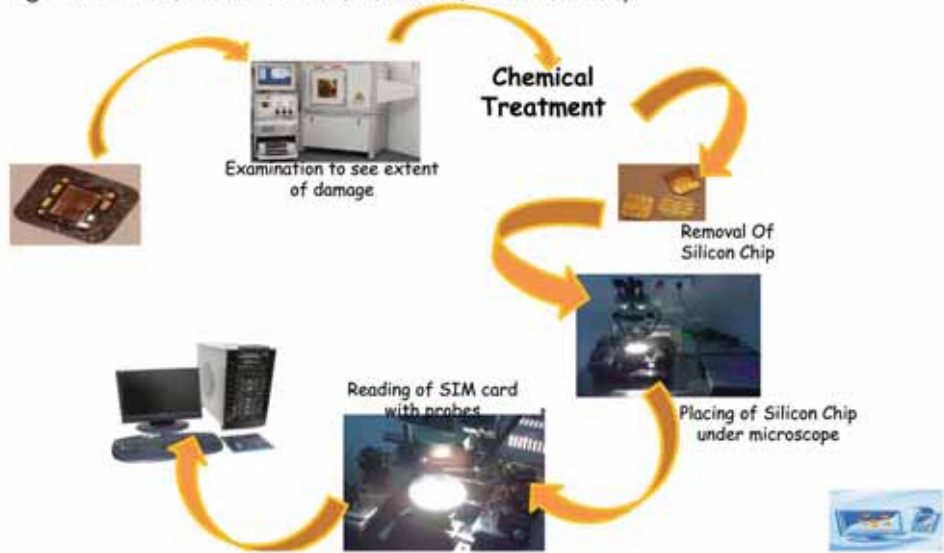 Examination to see extent
of damage
Chemical
Treatment
Removal Of
Silicon Chip
Placing of Silicon Chip
under microscope
Reading of SIM card
with probes